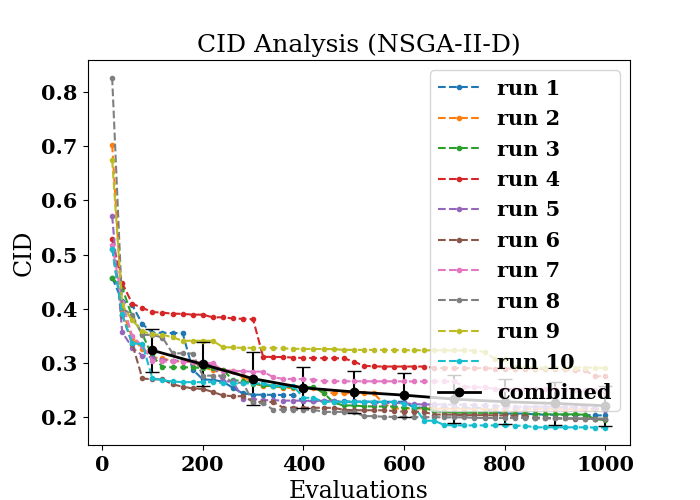 CID Analysis (NSGA-II-D)
CID
0.8
0.7
0.6
0.5
0.4
0.3
0.2
0
200
400
600
800
1000
Evaluations
run 1
run 2
run 3
run 4
run 5
run 6
run 7
run 8
run 9
run 10
combined